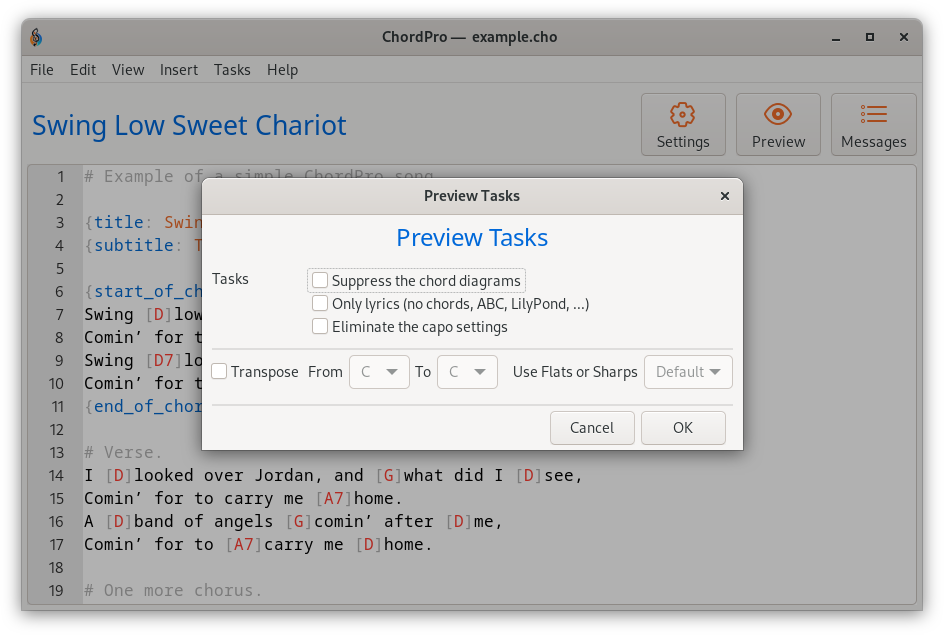 ChordPro — example.cho
File Edit View Insert Tasks Help
Swing Low Sweet Chariot
Settings Preview Messages
1 # Example of a simple ChordPro song
2
3 {title: Swin
4 {subtitle: T
5
6 {start_of_ch
7 Swing [D]low
8 Comin’ for t
9 Swing [D7]lo
10 Comin’ for t
11 {end_of_chor
12
13 # Verse.
14 I [D]looked over Jordan, and [G]what did I [D]see,
15 Comin’ for to carry me [A7]home.
16 A [D]band of angels [G]comin’ after [D]me,
17 Comin’ for to [A7]carry me [D]home.
18
19 # One more chorus.
Preview Tasks
Preview Tasks
Tasks
Suppress the chord diagrams
Only lyrics (no chords, ABC, LilyPond, ...)
Eliminate the capo settings
Transpose From C To C Use Flats or Sharps Default
Cancel OK